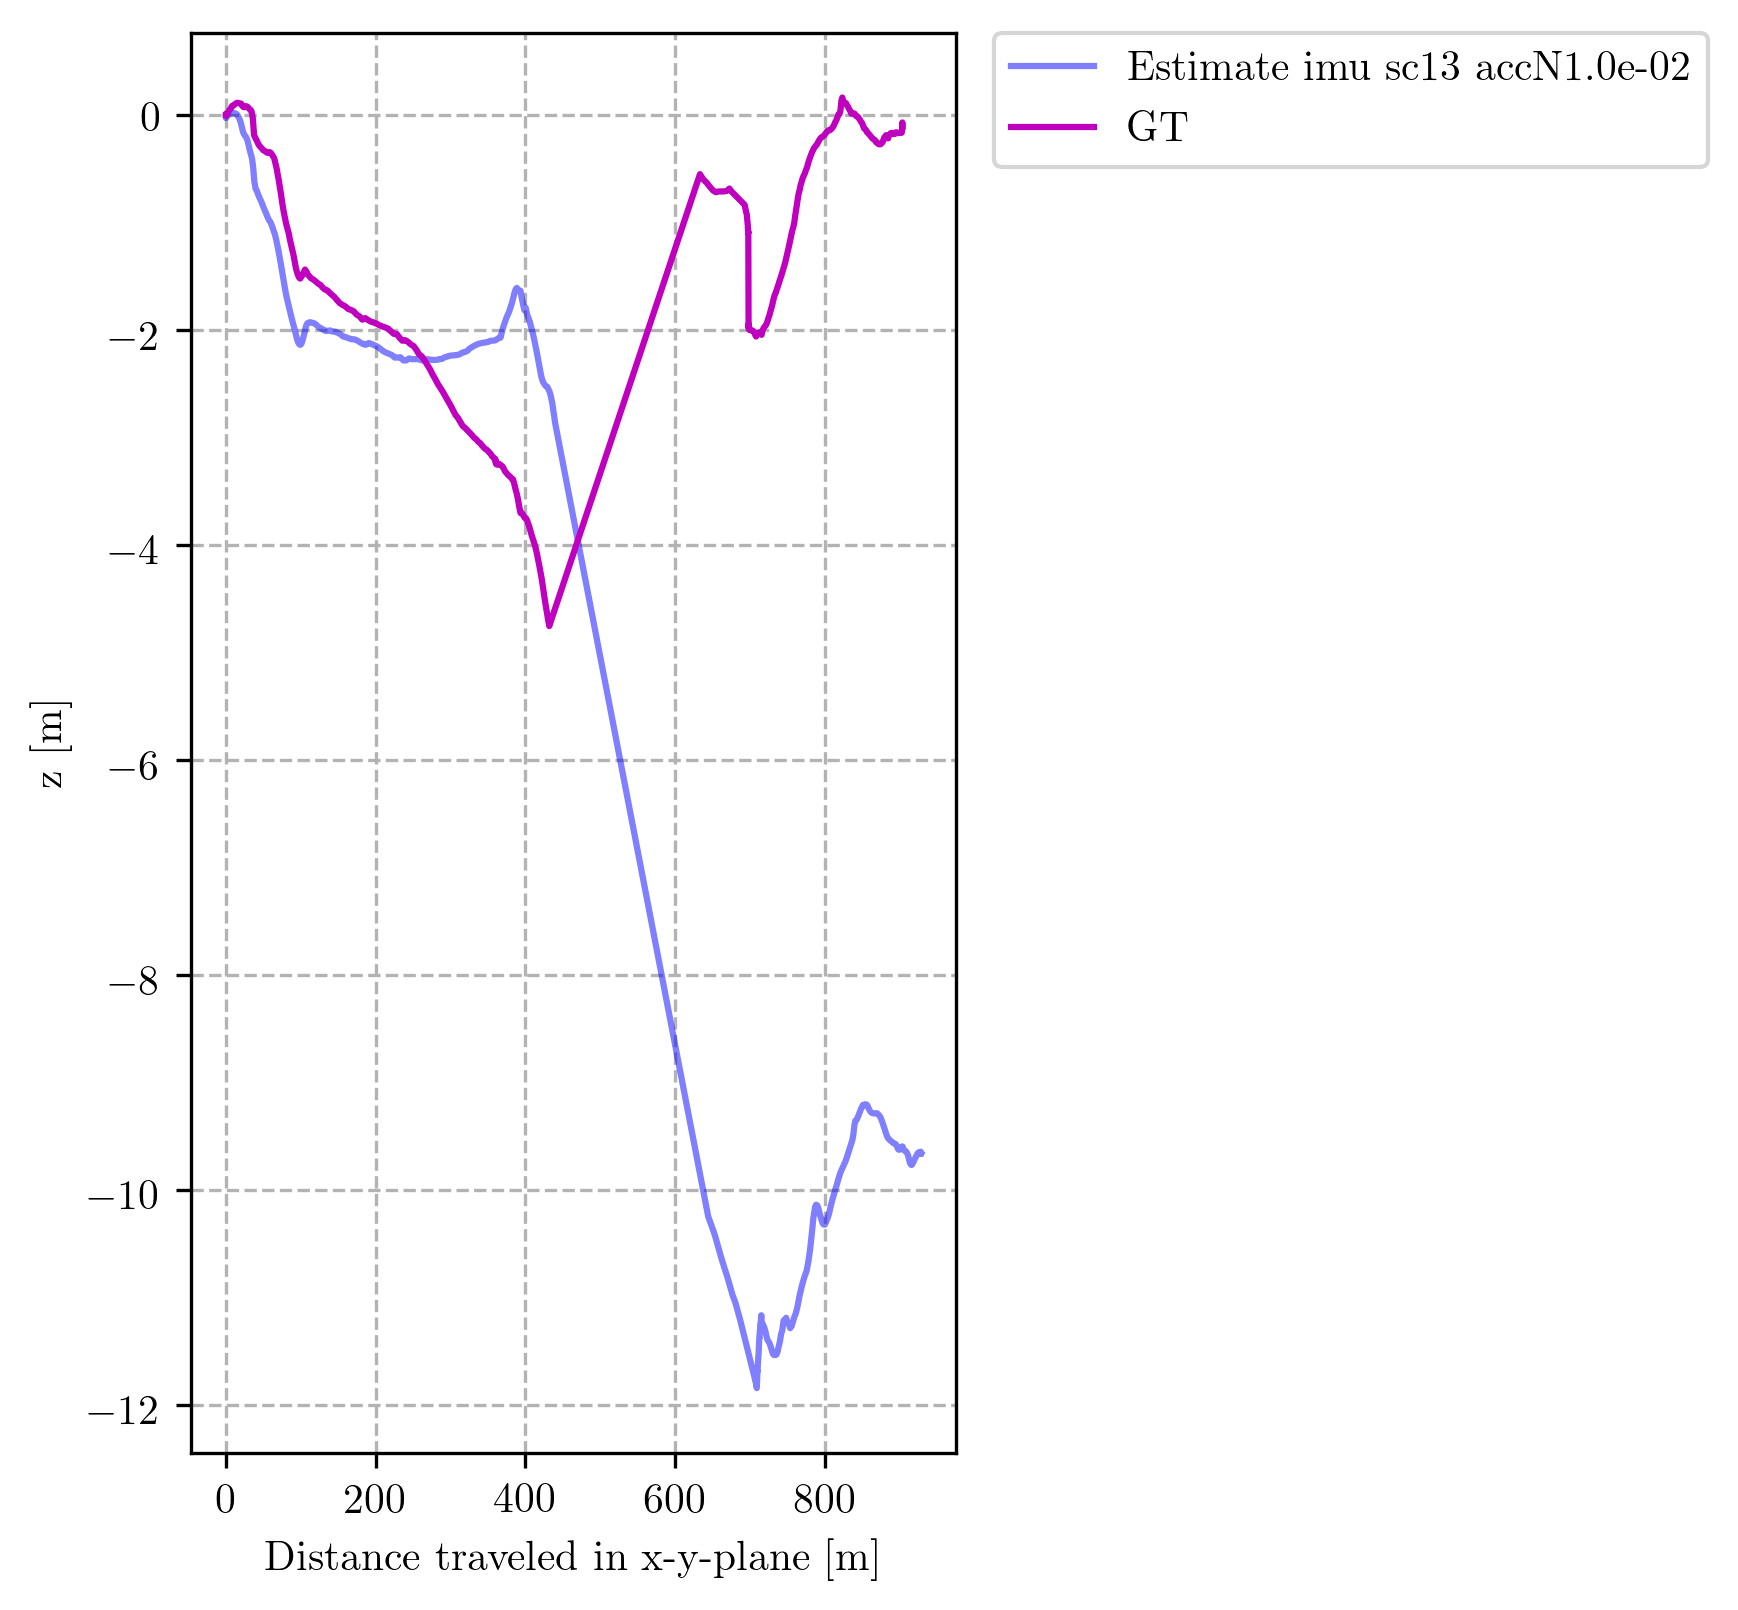 Estimate imu sc13 accN1.0e-02
GT
0
−2
−4
−6
−8
−10
−12
z [m]
0 200 400 600 800
Distance traveled in x-y-plane [m]